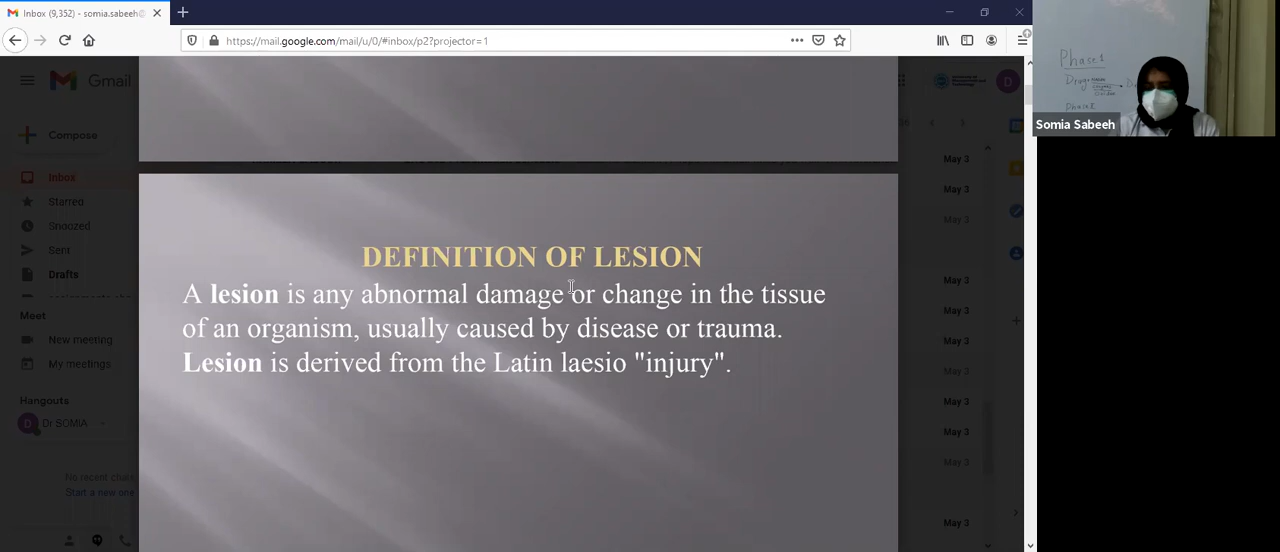 Inbox (9,352) - somia.sabeeh@
https://mail.google.com/mail/u/0/#inbox/p2?projector=1
Gmail
Compose
Inbox
Starred
Snoozed
Sent
Drafts
Meet
New meeting
My meetings
Hangouts
Dr SOMIA
No recent chats
Start a new one
DEFINITION OF LESION
A lesion is any abnormal damage or change in the tissue
of an organism, usually caused by disease or trauma.
Lesion is derived from the Latin laesio "injury".
D
May 3
May 3
May 3
May 3
May 3
May 3
May 3
May 3
May 3
May 3
Phase 1
Drug
Phase
Somia Sabeeh